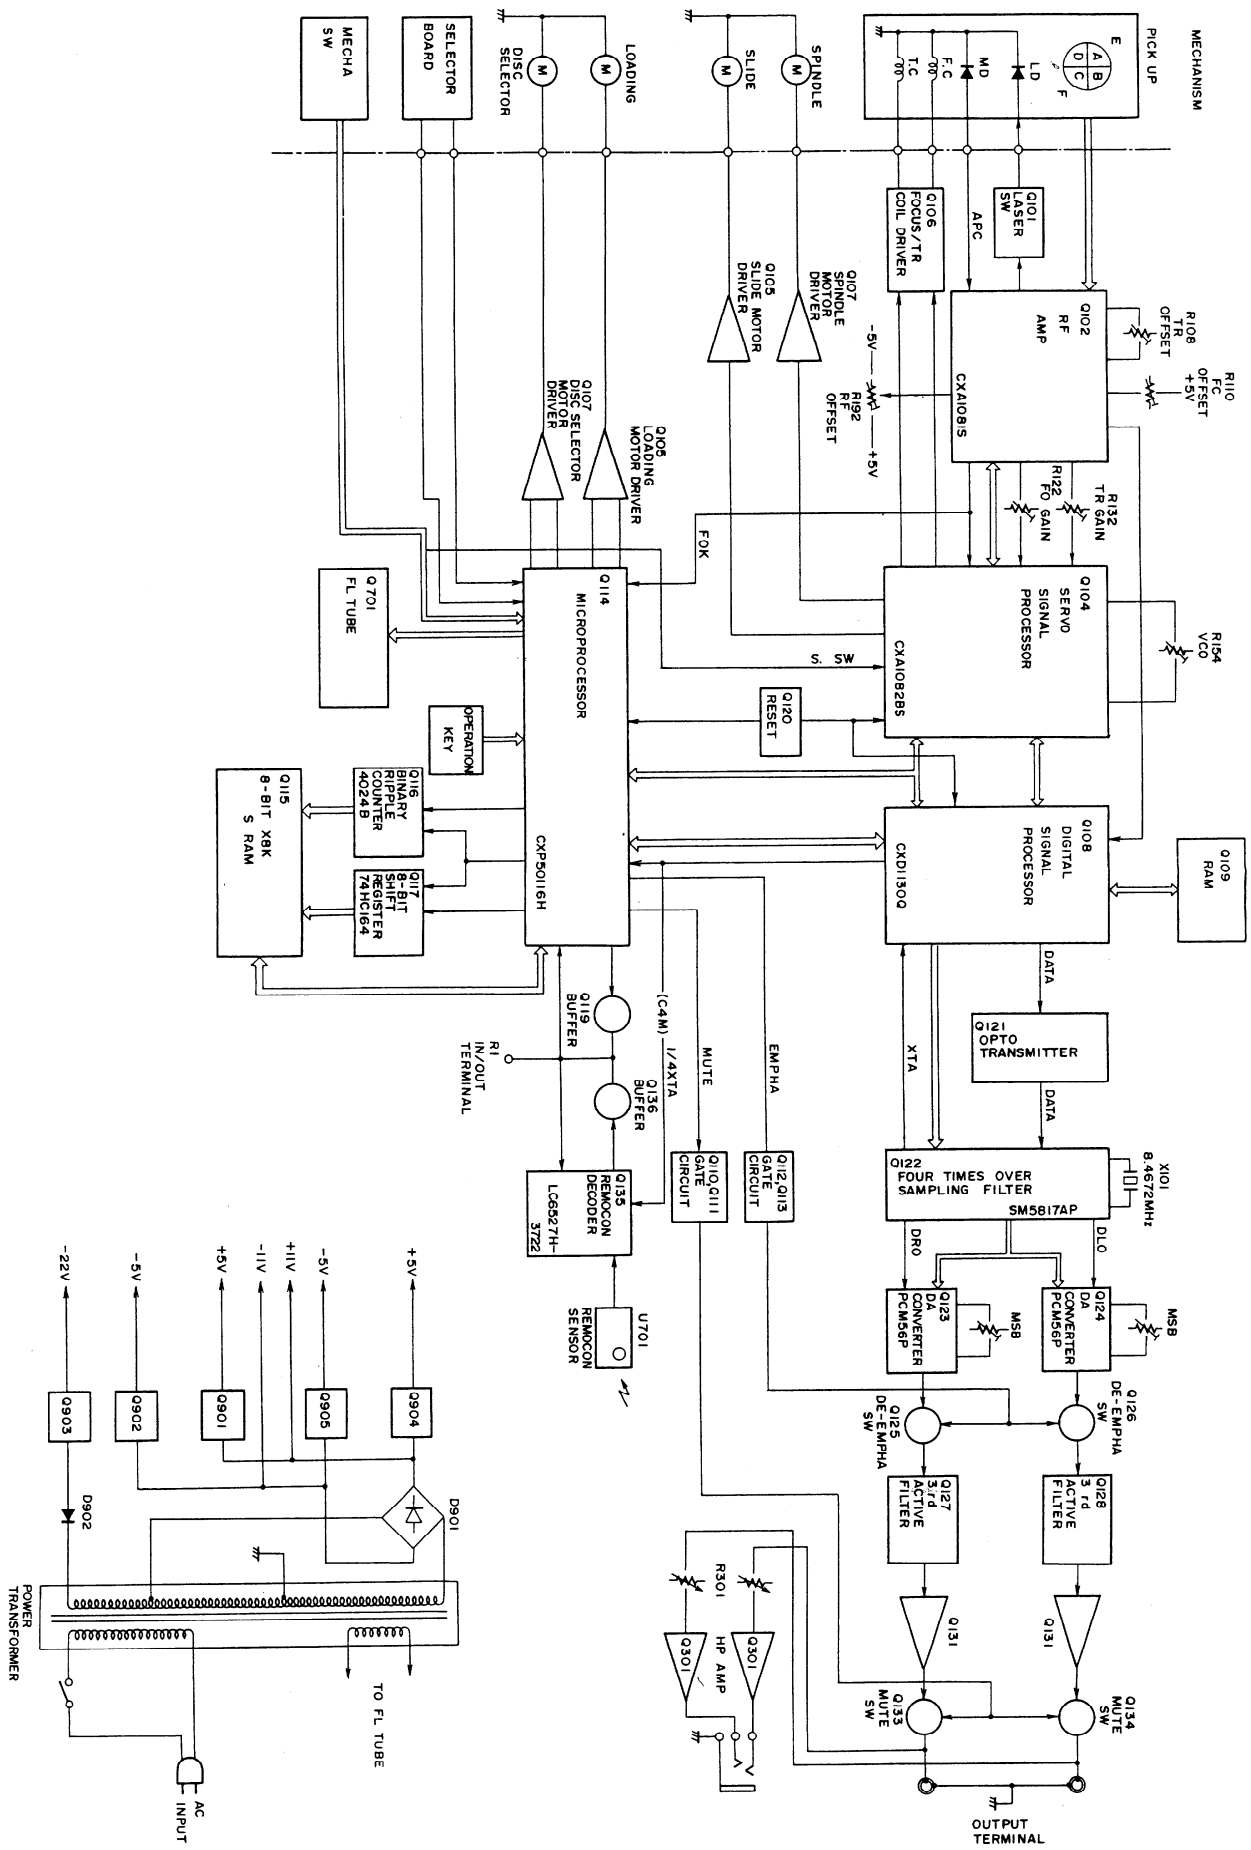 MECHANISM
PICK UP
E
A
B
D
C
F
LD
MD
F.C
T.C
SPINDLE
M
SLIDE
M
LOADING
M
DISC
SELECTOR
M
SELECTOR
BOARD
MECHA
SW
Q101
LASER
SW
APC
Q106
FOCUS/TR
COIL DRIVER
Q102
RF
AMP
CXA1081S
R108
TR
OFFSET
R110
FC
OFFSET
+5V
-5V
R192
RF
OFFSET
+5V
Q107
SPINDLE
MOTOR
DRIVER
Q105
SLIDE MOTOR
DRIVER
Q105
LOADING
MOTOR DRIVER
Q107
DISC SELECTOR
MOTOR
DRIVER
R132
TR GAIN
R122
FO GAIN
FOK
Q104
SERVO
SIGNAL
PROCESSOR
CXA1082BS
R154
VCO
S. SW
Q120
RESET
Q114
MICROPROCESSOR
CXP50116H
Q701
FL TUBE
OPERATION
KEY
Q116
BINARY
RIPPLE
COUNTER
4024B
Q117
8-BIT
SHIFT
REGISTER
74HC164
Q115
8-BIT X8K
S RAM
Q108
DIGITAL
SIGNAL
PROCESSOR
CXD1130Q
Q109
RAM
DATA
Q121
OPTO
TRANSMITTER
DATA
XTA
EMPHA
MUTE
(C4M) 1/4XTA
Q119
BUFFER
Q136
BUFFER
R1
IN/OUT
TERMINAL
Q135
REMOCON
DECODER
LC6527H-
3722
U701
REMOCON
SENSOR
Q110,Q111
GATE
CIRCUIT
Q112,Q113
GATE
CIRCUIT
Q122
FOUR TIMES OVER
SAMPLING FILTER
SM5817AP
X101
8.4672MHz
DLO
DRO
Q124
DA
CONVERTER
PCM56P
MSB
Q123
DA
CONVERTER
PCM56P
MSB
Q126
DE-EMPHA
SW
Q125
DE-EMPHA
SW
Q128
3 rd
ACTIVE
FILTER
Q127
3 rd
ACTIVE
FILTER
Q131
Q131
Q134
MUTE
SW
Q133
MUTE
SW
OUTPUT
TERMINAL
R301
HP AMP
Q301
Q301
+5V
-5V
+11V
-11V
+5V
-5V
-22V
Q904
Q905
Q901
Q902
Q903
D901
D902
POWER
TRANSFORMER
TO FL TUBE
AC
INPUT